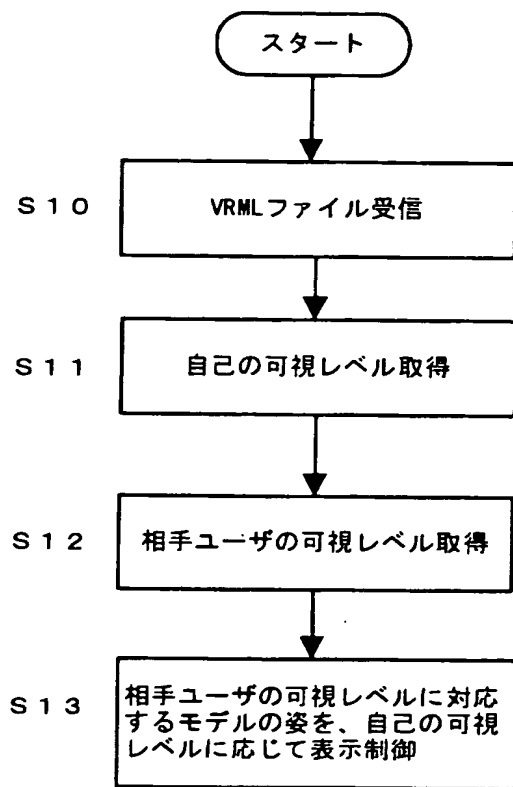 スタート
S10 VRMLファイル受信
S11 自己の可視レベル取得
S12 相手ユーザの可視レベル取得
S13 相手ユーザの可視レベルに対応
するモデルの姿を、自己の可視
レベルに応じて表示制御